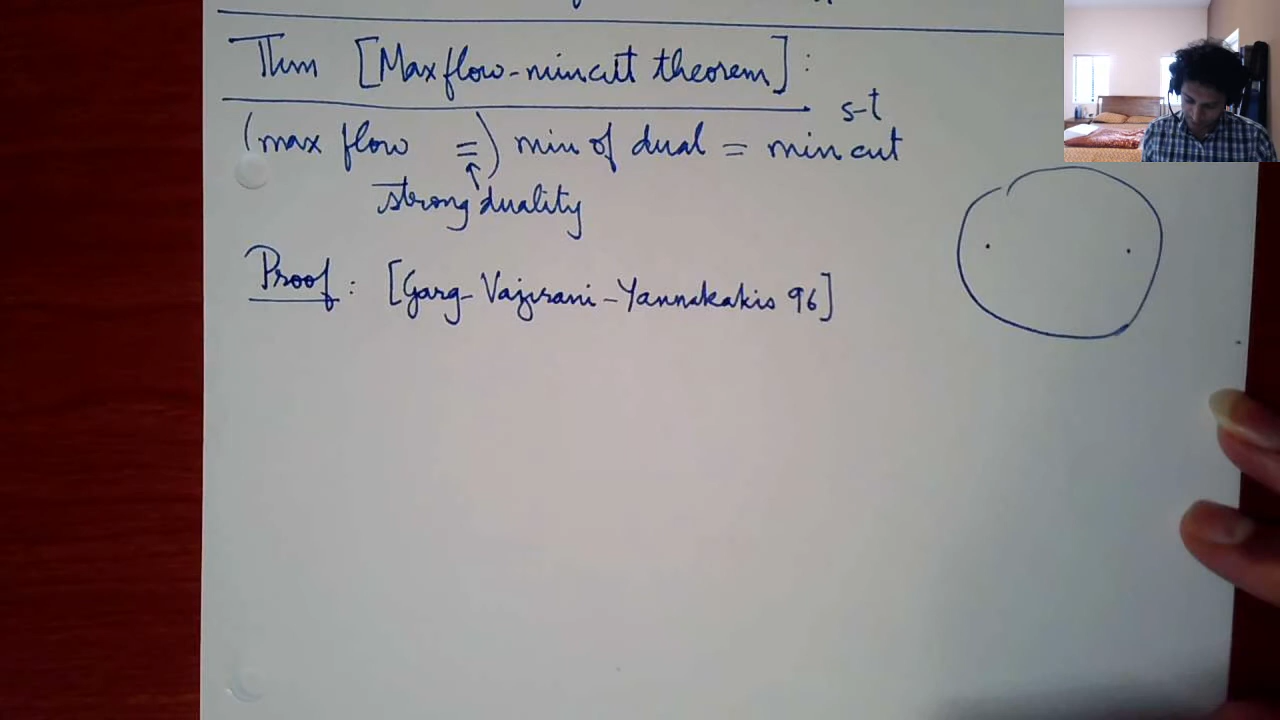 Thm [Maxflow-mincut theorem] :
s-t
(max flow =) min of dual = min cut
strong duality
Proof : [Garg-Vazirani-Yannakakis 96]